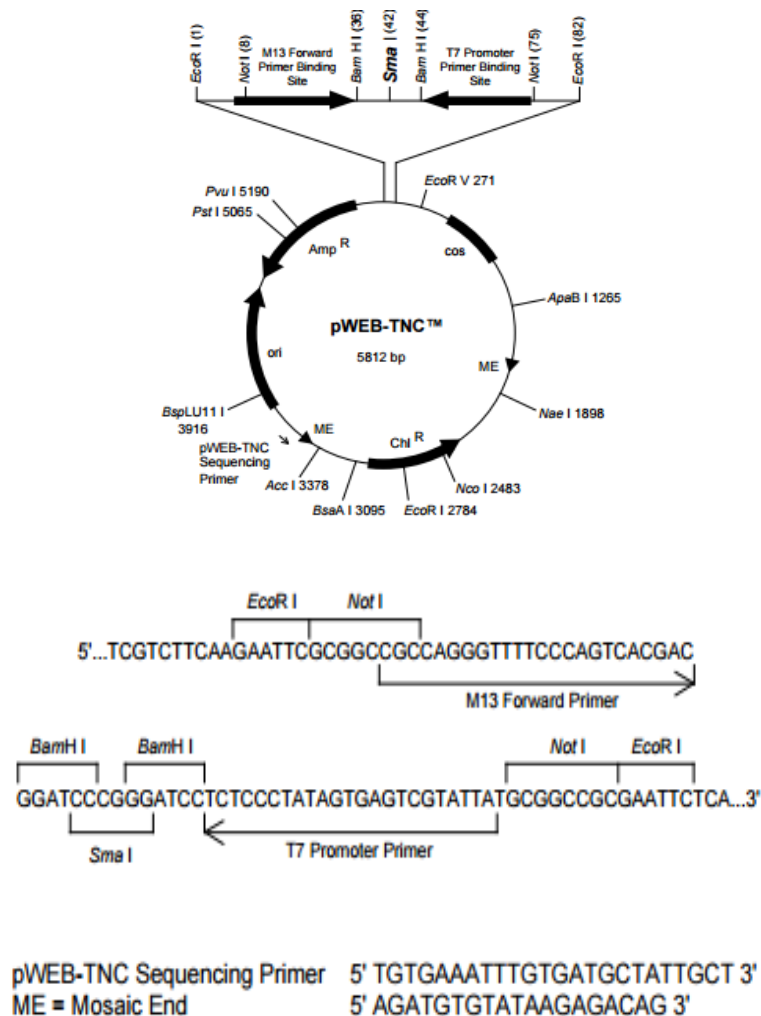 EcoR I (1)
Not I (8)
M13 Forward
Primer Binding
Site
Bam H I (36)
Sma I (42)
Bam H I (44)
T7 Promoter
Primer Binding
Site
Not I (75)
EcoR I (82)
EcoR V 271
Pvu I 5190
Pst I 5065
Amp R
cos
ApaB I 1265
pWEB-TNC™
5812 bp
ori
ME
BspLU11 I
3916
Nae I 1898
ME
Chl R
pWEB-TNC
Sequencing
Primer
Acc I 3378
Nco I 2483
BsaA I 3095
EcoR I 2784
EcoR I Not I
5'...TCGTCTTCAAGAATTCGCGGCCGCCAGGGTTTTCCCAGTCACGAC
M13 Forward Primer
BamH I BamH I Not I EcoR I
GGATCCCGGGATCCTCTCCCTATAGTGAGTCGTATTATGCGGCCGCGAATTCTCA...3'
Sma I T7 Promoter Primer
pWEB-TNC Sequencing Primer 5' TGTGAAATTTGTGATGCTATTGCT 3'
ME = Mosaic End 5' AGATGTGTATAAGAGACAG 3'